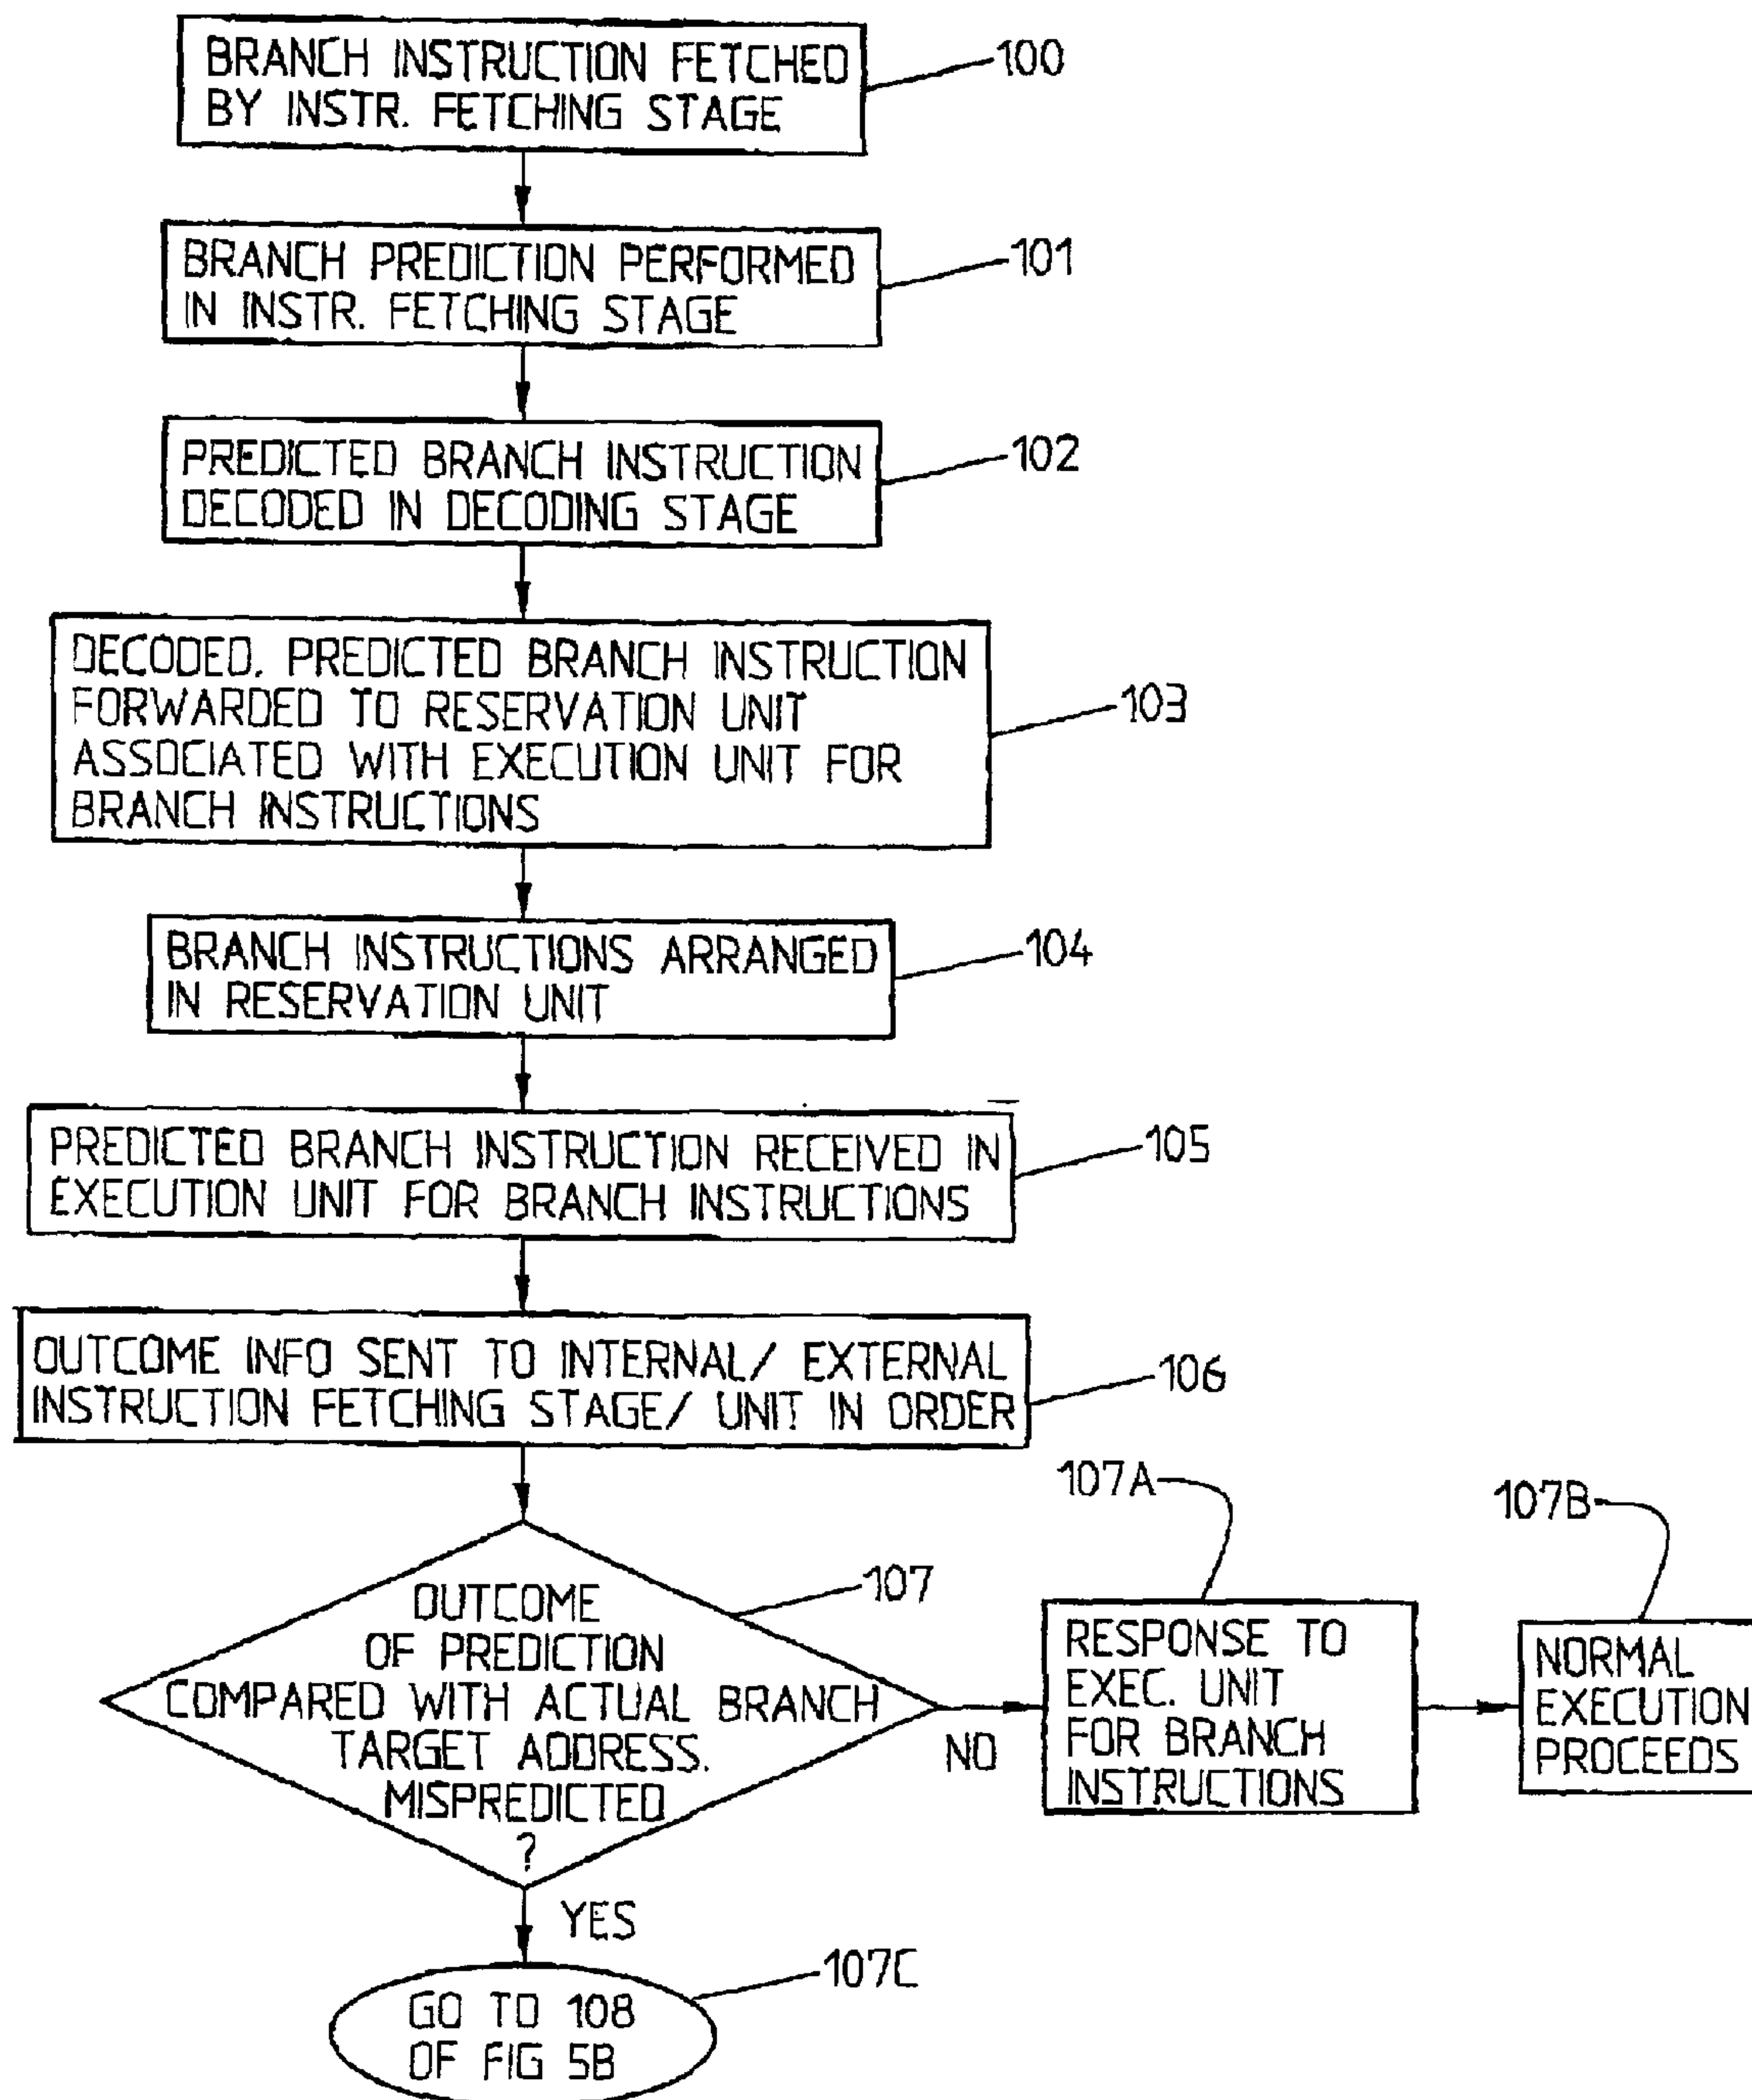 BRANCH INSTRUCTION FETCHED
BY INSTR. FETCHING STAGE
100
BRANCH PREDICTION PERFORMED
IN INSTR. FETCHING STAGE
101
PREDICTED BRANCH INSTRUCTION
DECODED IN DECODING STAGE
102
DECODED, PREDICTED BRANCH INSTRUCTION
FORWARDED TO RESERVATION UNIT
ASSOCIATED WITH EXECUTION UNIT FOR
BRANCH INSTRUCTIONS
103
BRANCH INSTRUCTIONS ARRANGED
IN RESERVATION UNIT
104
PREDICTED BRANCH INSTRUCTION RECEIVED IN
EXECUTION UNIT FOR BRANCH INSTRUCTIONS
105
OUTCOME INFO SENT TO INTERNAL/ EXTERNAL
INSTRUCTION FETCHING STAGE/ UNIT IN ORDER
106
OUTCOME
OF PREDICTION
COMPARED WITH ACTUAL BRANCH
TARGET ADDRESS.
MISPREDICTED
?
107
NO
107A
RESPONSE TO
EXEC. UNIT
FOR BRANCH
INSTRUCTIONS
107B
NORMAL
EXECUTION
PROCEEDS
YES
107C
GO TO 108
OF FIG 5B